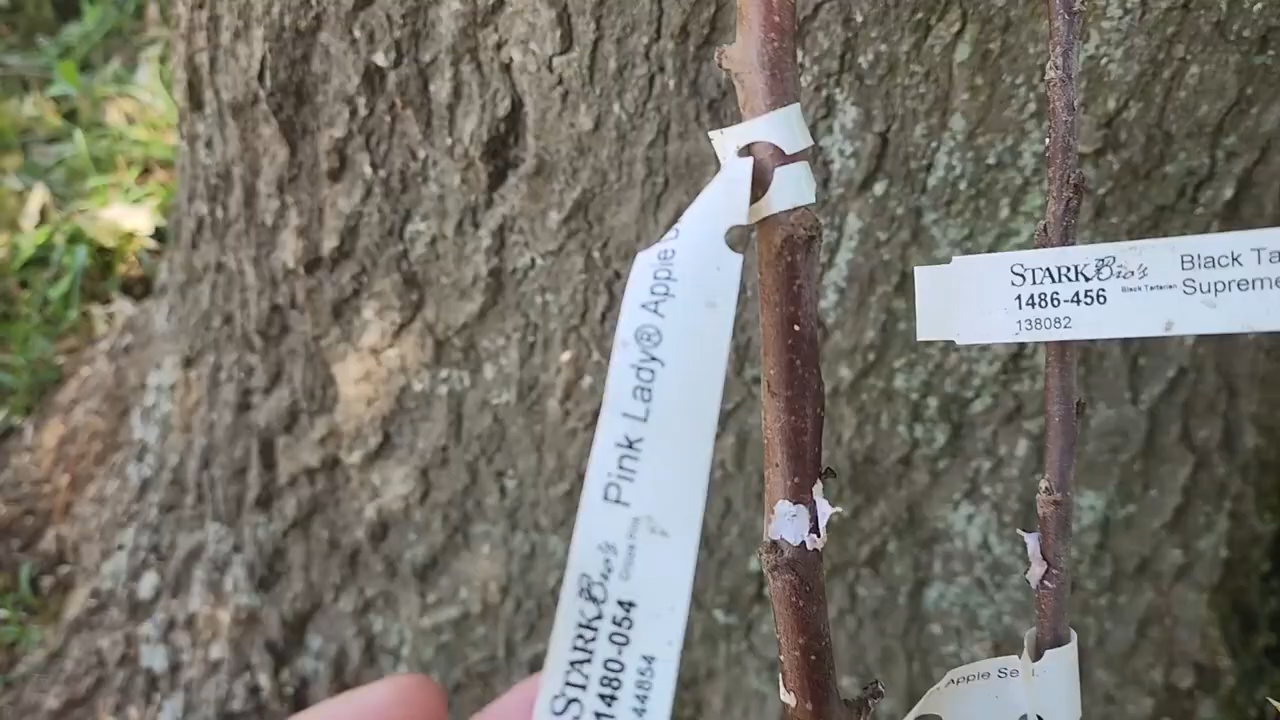 Pink Lady® Apple
STARK Bro's
1480-054
44854
STARK Bro's
1486-456
138082
Black Tartarian
Black Ta
Supreme
Apple Se